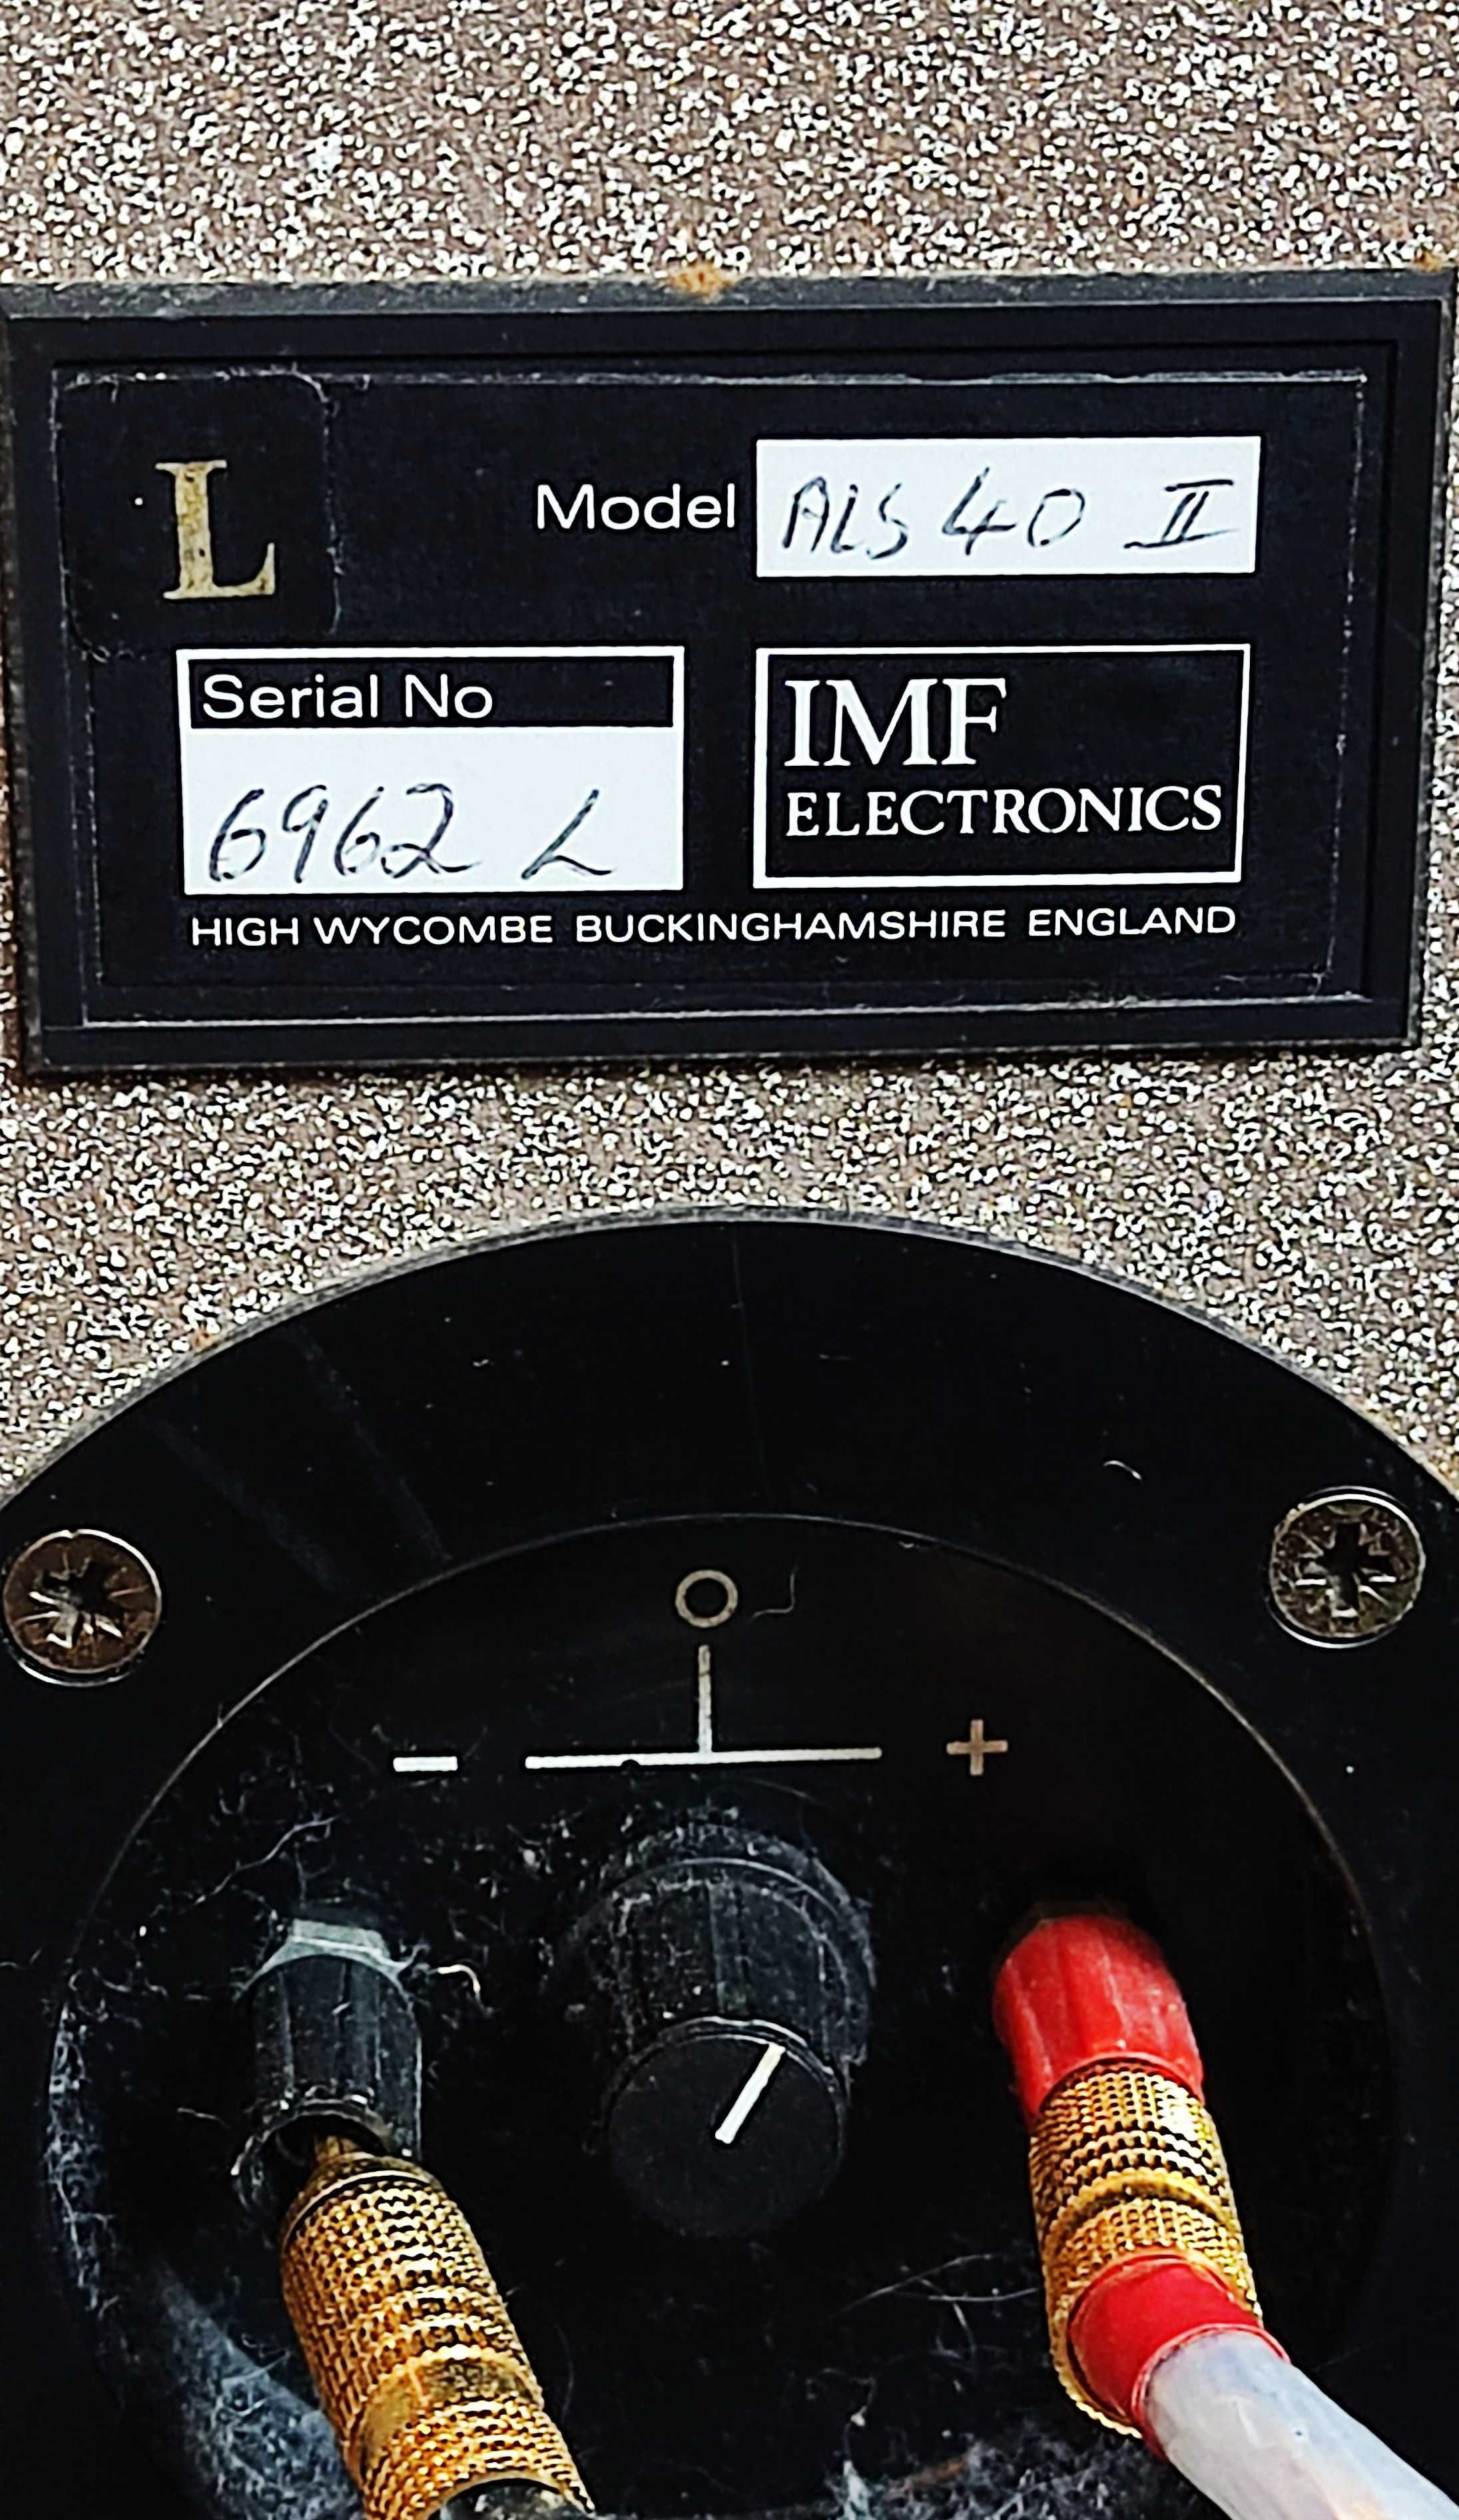 L
Model ALS 40 II
Serial No
6962 L
IMF
ELECTRONICS
HIGH WYCOMBE BUCKINGHAMSHIRE ENGLAND
O
- +